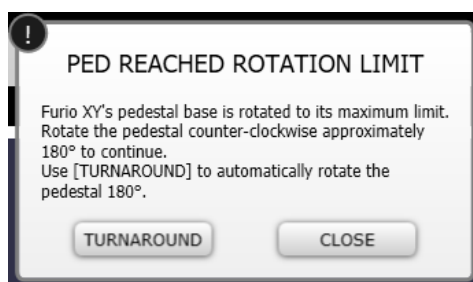 !
PED REACHED ROTATION LIMIT
Furio XY's pedestal base is rotated to its maximum limit.
Rotate the pedestal counter-clockwise approximately
180° to continue.
Use [TURNAROUND] to automatically rotate the
pedestal 180°.
TURNAROUND CLOSE